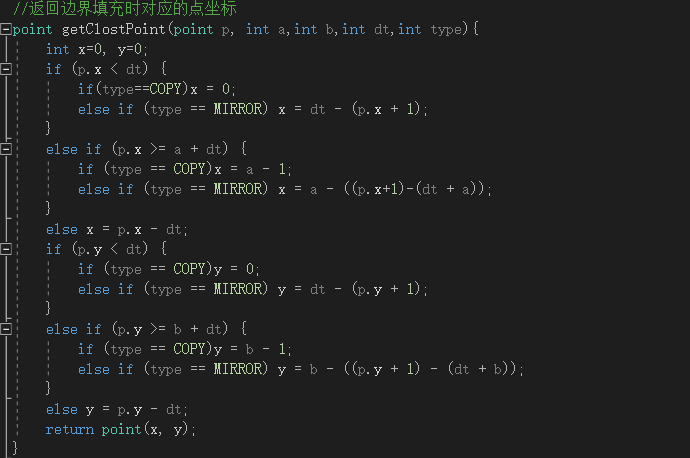 //返回边界填充时对应的点坐标
point getClostPoint(point p, int a,int b,int dt,int type){
int x=0, y=0;
if (p.x < dt) {
if(type==COPY)x = 0;
else if (type == MIRROR) x = dt - (p.x + 1);
}
else if (p.x >= a + dt) {
if (type == COPY)x = a - 1;
else if (type == MIRROR) x = a - ((p.x+1)-(dt + a));
}
else x = p.x - dt;
if (p.y < dt) {
if (type == COPY)y = 0;
else if (type == MIRROR) y = dt - (p.y + 1);
}
else if (p.y >= b + dt) {
if (type == COPY)y = b - 1;
else if (type == MIRROR) y = b - ((p.y + 1) - (dt + b));
}
else y = p.y - dt;
return point(x, y);
}